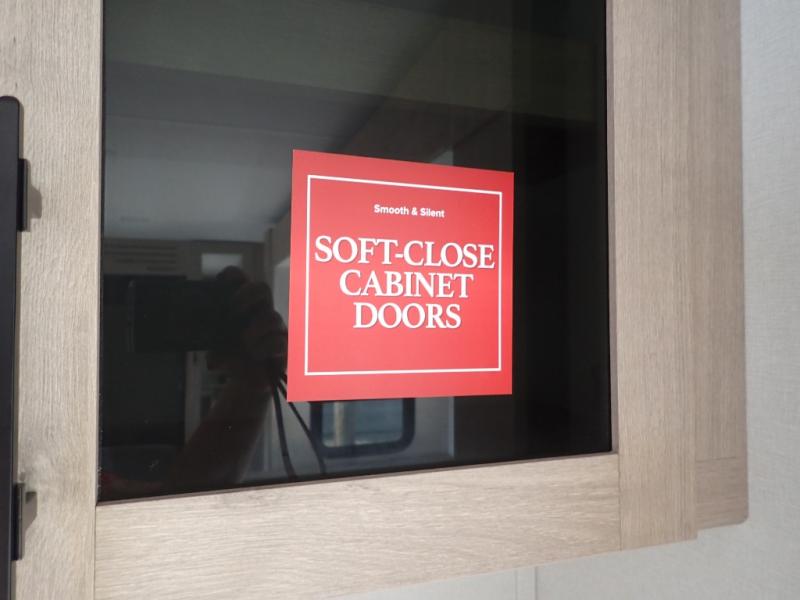 Smooth & Silent
SOFT-CLOSE
CABINET
DOORS